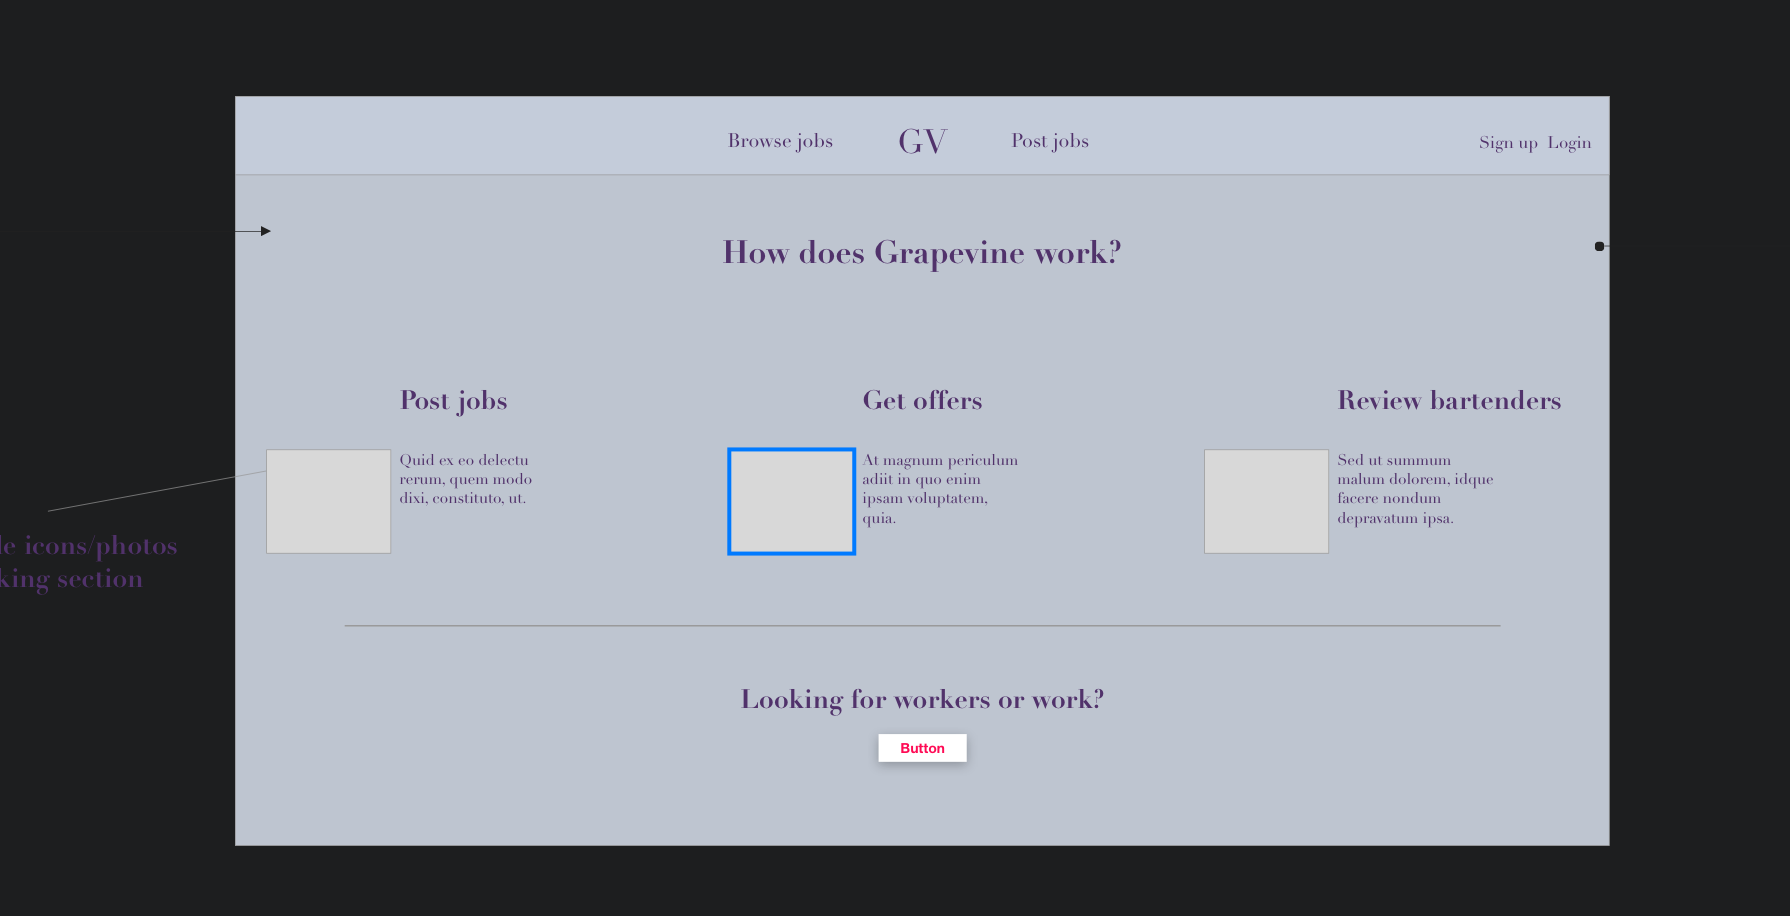 Browse jobs
GV
Post jobs
Sign up Login
How does Grapevine work?
Post jobs
Quid ex eo delectu
rerum, quem modo
dixi, constituto, ut.
Get offers
At magnum periculum
adiit in quo enim
ipsam voluptatem,
quia.
Review bartenders
Sed ut summum
malum dolorem, idque
facere nondum
depravatum ipsa.
icons/photos
section
Looking for workers or work?
Button